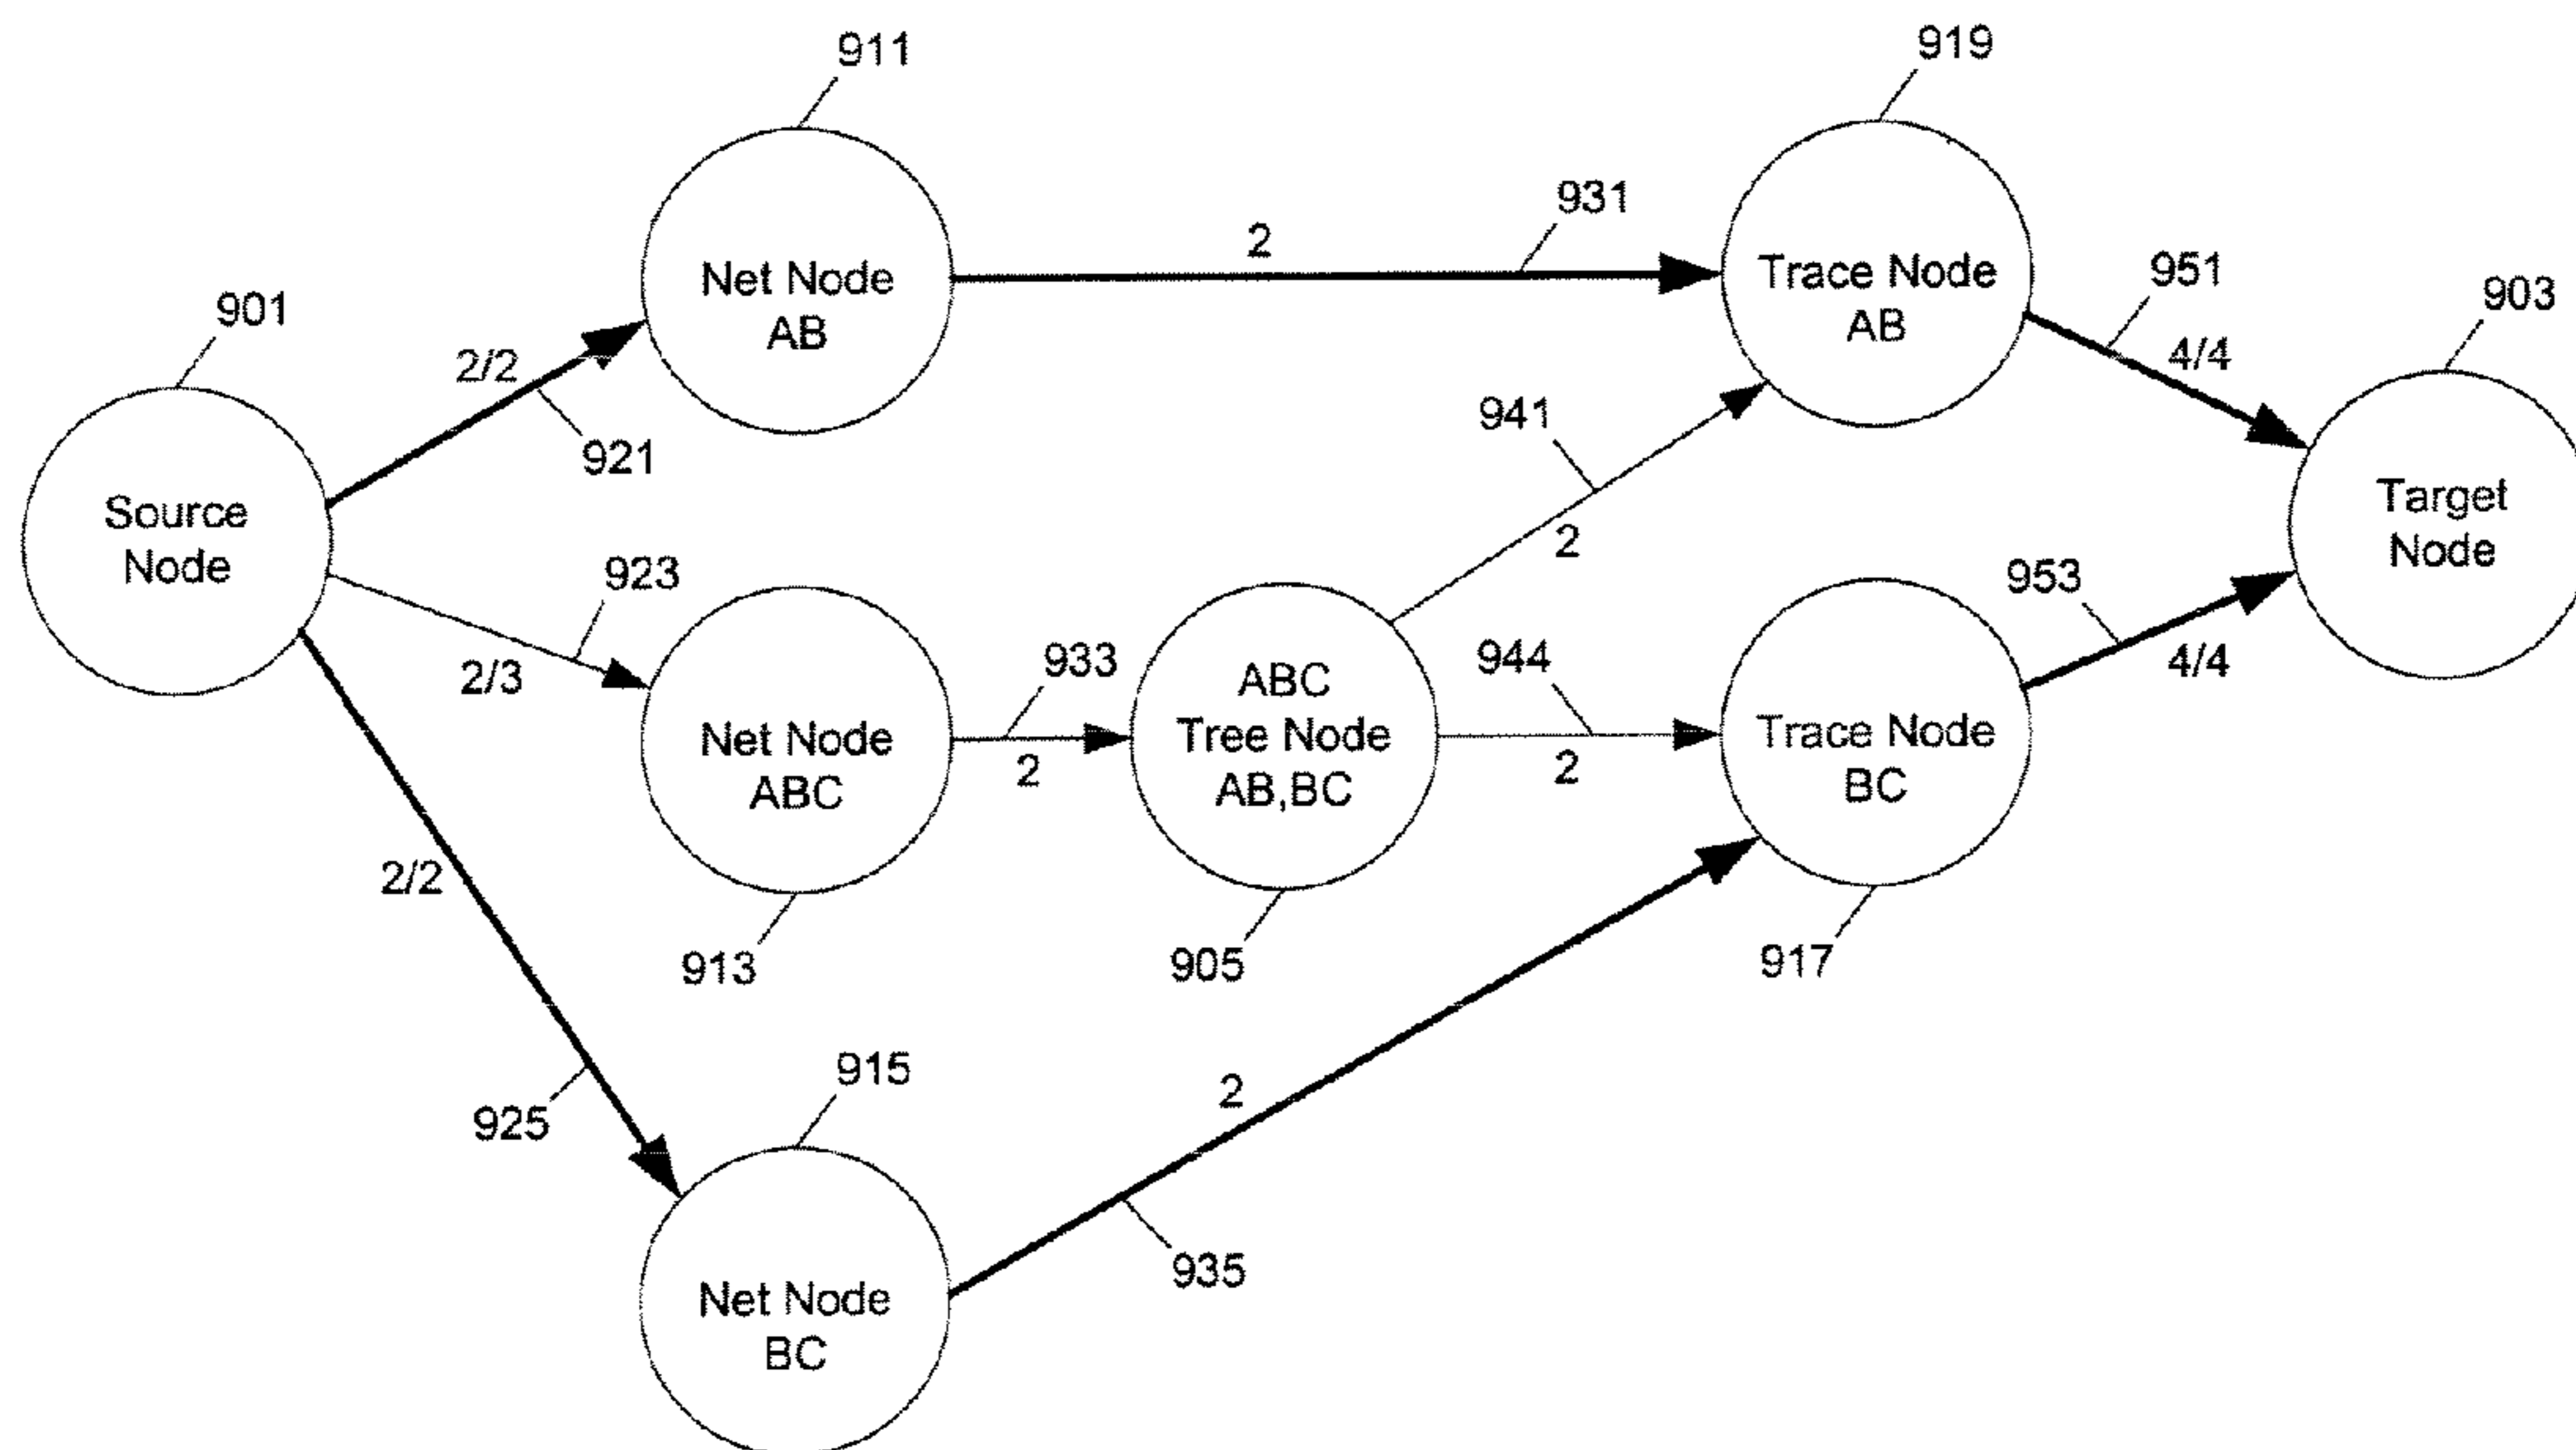 911
919
931
2
Net Node
AB
Trace Node
AB
951
903
901
2/2
4/4
921
941
Source
Node
Target
Node
923
2
2/3
933
944
953
ABC
Tree Node
AB,BC
Net Node
ABC
2
2
Trace Node
BC
4/4
2/2
913
905
917
915
2
925
935
Net Node
BC